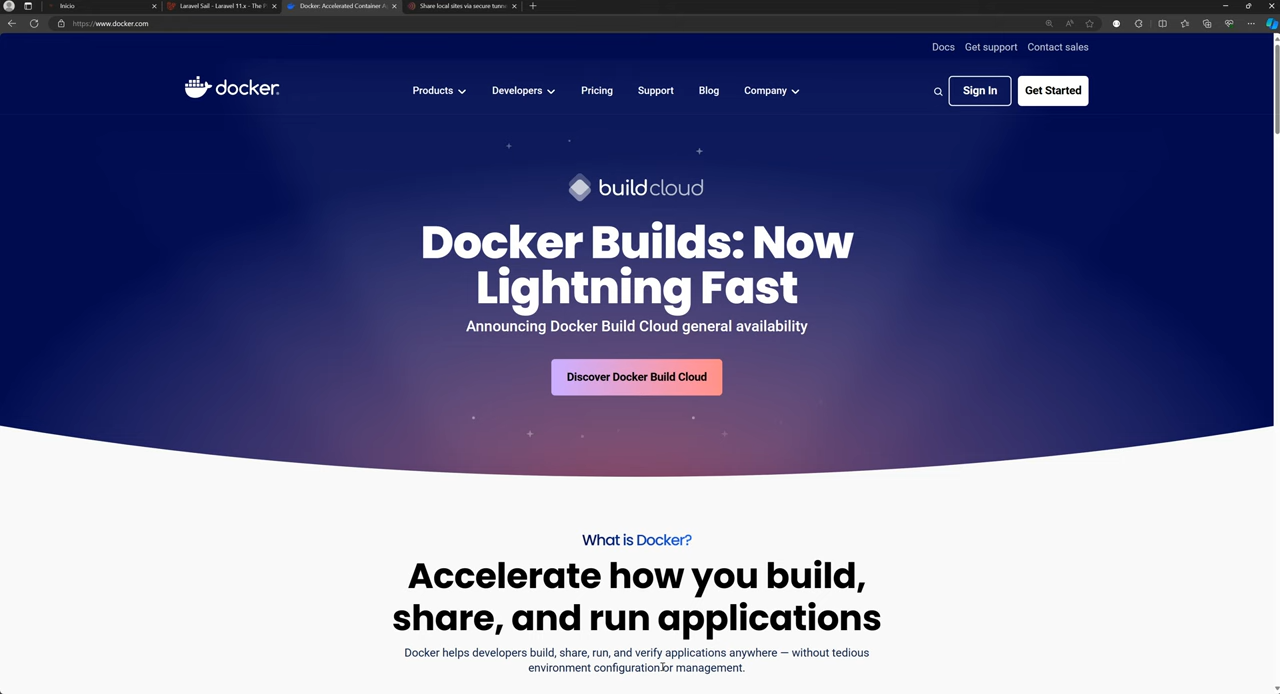 Inicio
Laravel Sail - Laravel 11.x - The P
Docker: Accelerated Container A
Share local sites via secure tunn
https://www.docker.com
Docs Get support Contact sales
docker
Products Developers Pricing Support Blog Company Sign In Get Started
build cloud
Docker Builds: Now
Lightning Fast
Announcing Docker Build Cloud general availability
Discover Docker Build Cloud
What is Docker?
Accelerate how you build,
share, and run applications
Docker helps developers build, share, run, and verify applications anywhere — without tedious
environment configuration or management.